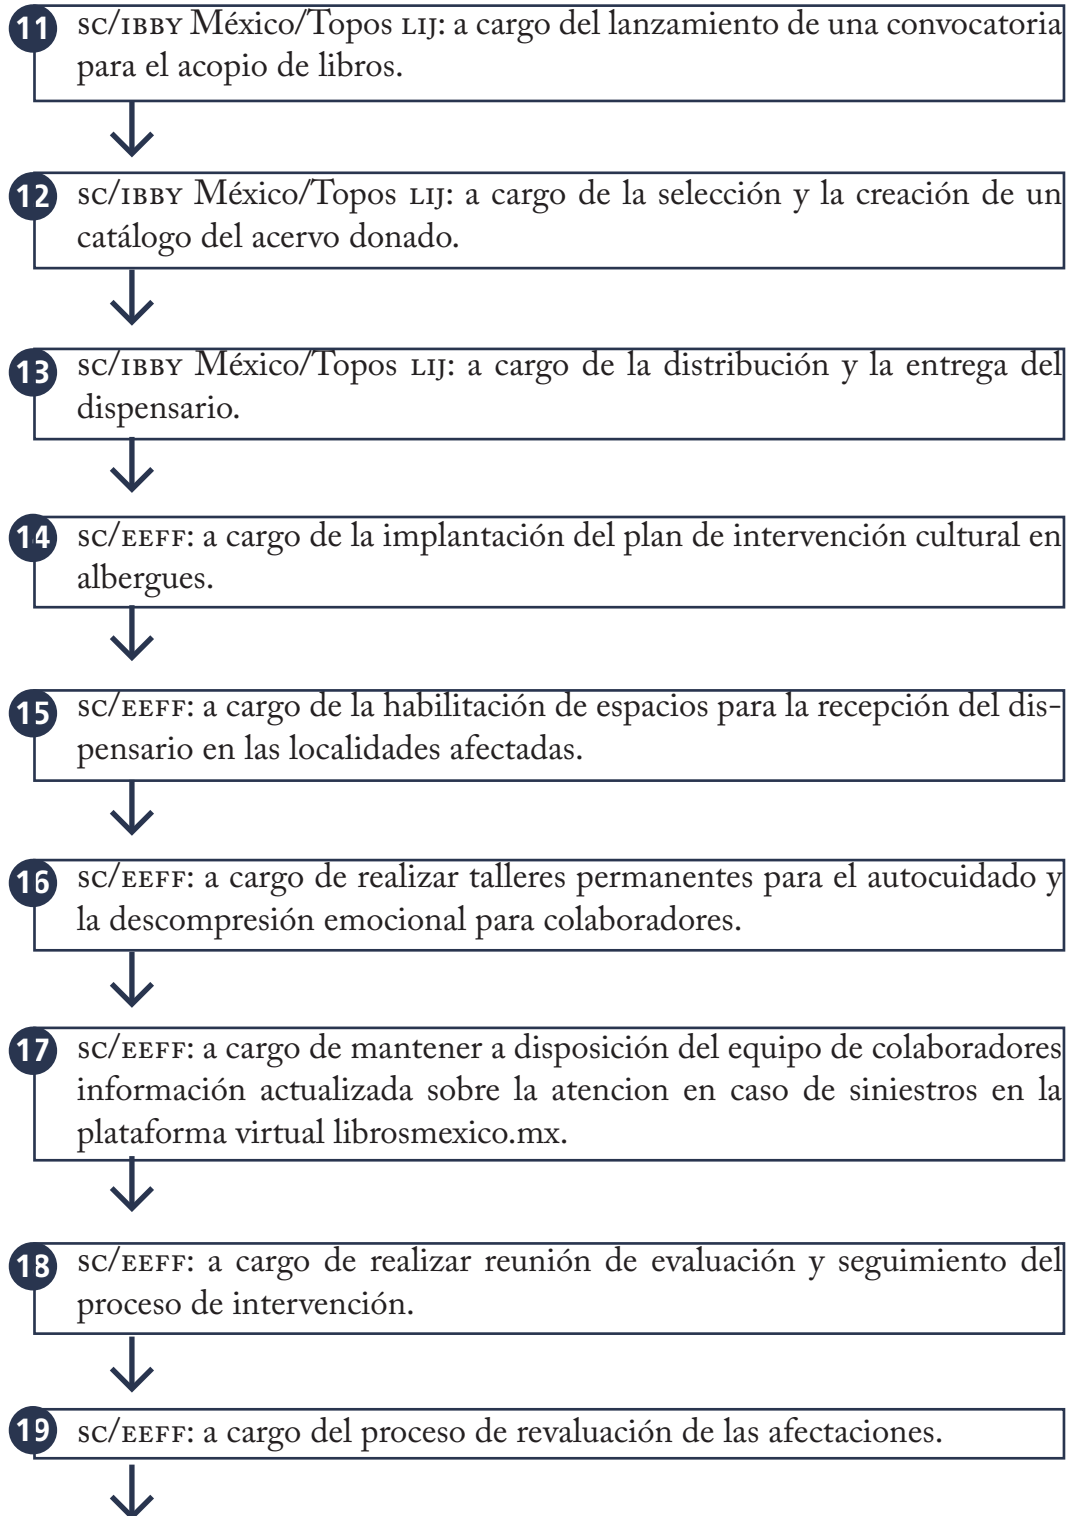 11 SC/IBBY México/Topos LIJ: a cargo del lanzamiento de una convocatoria
para el acopio de libros.
12 SC/IBBY México/Topos LIJ: a cargo de la selección y la creación de un
catálogo del acervo donado.
13 SC/IBBY México/Topos LIJ: a cargo de la distribución y la entrega del
dispensario.
14 SC/EEFF: a cargo de la implantación del plan de intervención cultural en
albergues.
15 SC/EEFF: a cargo de la habilitación de espacios para la recepción del dis-
pensario en las localidades afectadas.
16 SC/EEFF: a cargo de realizar talleres permanentes para el autocuidado y
la descompresión emocional para colaboradores.
17 SC/EEFF: a cargo de mantener a disposición del equipo de colaboradores
información actualizada sobre la atencion en caso de siniestros en la
plataforma virtual librosmexico.mx.
18 SC/EEFF: a cargo de realizar reunión de evaluación y seguimiento del
proceso de intervención.
19 SC/EEFF: a cargo del proceso de revaluación de las afectaciones.